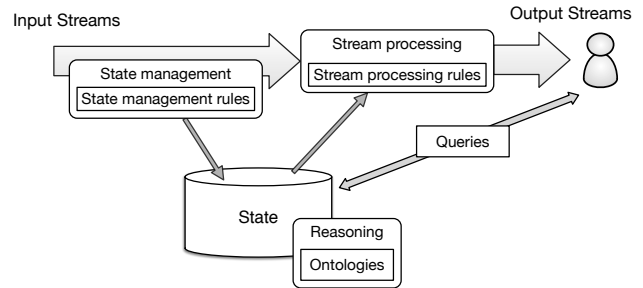 Input Streams
Output Streams
Stream processing
Stream processing rules
State management
State management rules
Queries
State
Reasoning
Ontologies